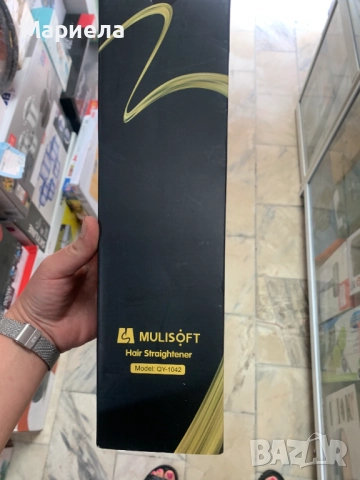 Мариела
MULISOFT
Hair Straightener
Model: QY-1042
BAZAR